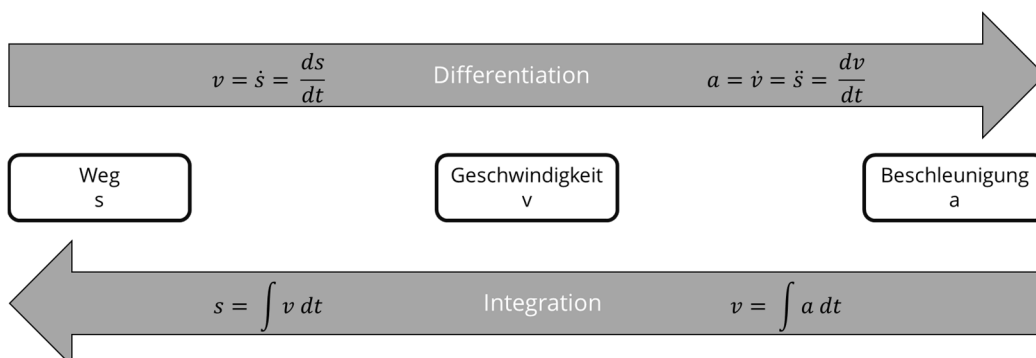 v = ṡ = ds/dt Differentiation a = v̇ = s̈ = dv/dt
Weg Geschwindigkeit Beschleunigung
s v a
s = ∫ v dt Integration v = ∫ a dt